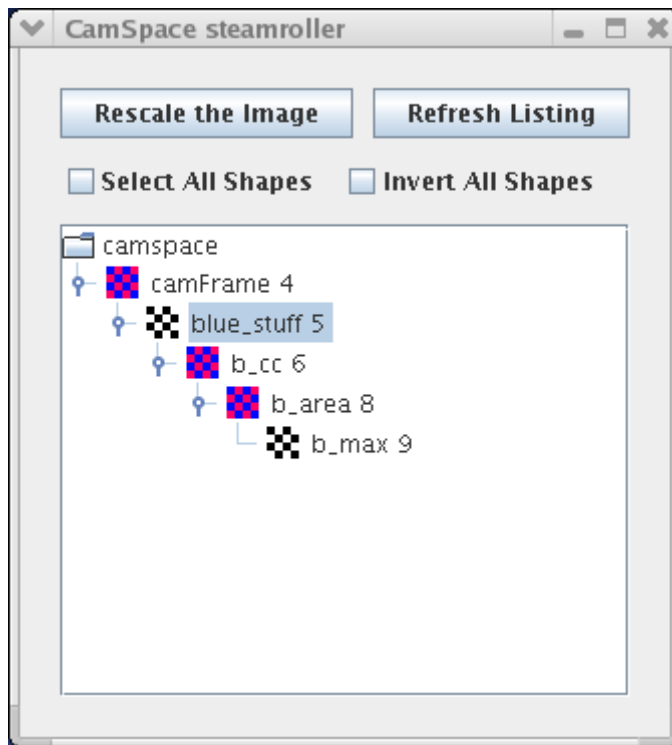 CamSpace steamroller
Rescale the Image Refresh Listing
Select All Shapes Invert All Shapes
camspace
camFrame 4
blue_stuff 5
b_cc 6
b_area 8
b_max 9